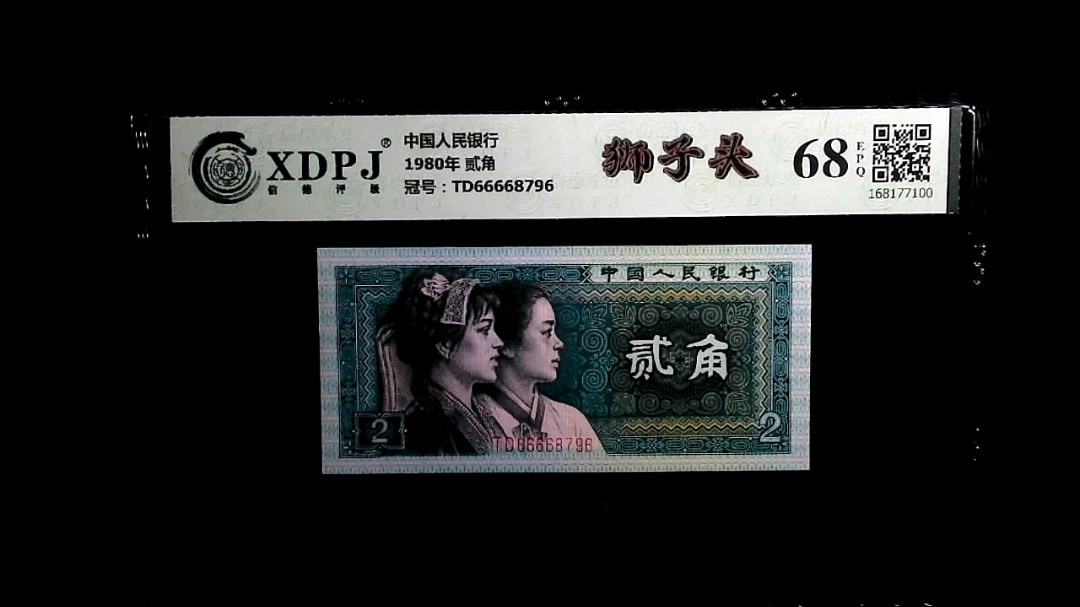 XDPJ®
信德评级
中国人民银行
1980年 贰角
冠号：TD66668796
狮子头
68
EPQ
168177100
中国人民银行
贰角
2
2
TD66668796